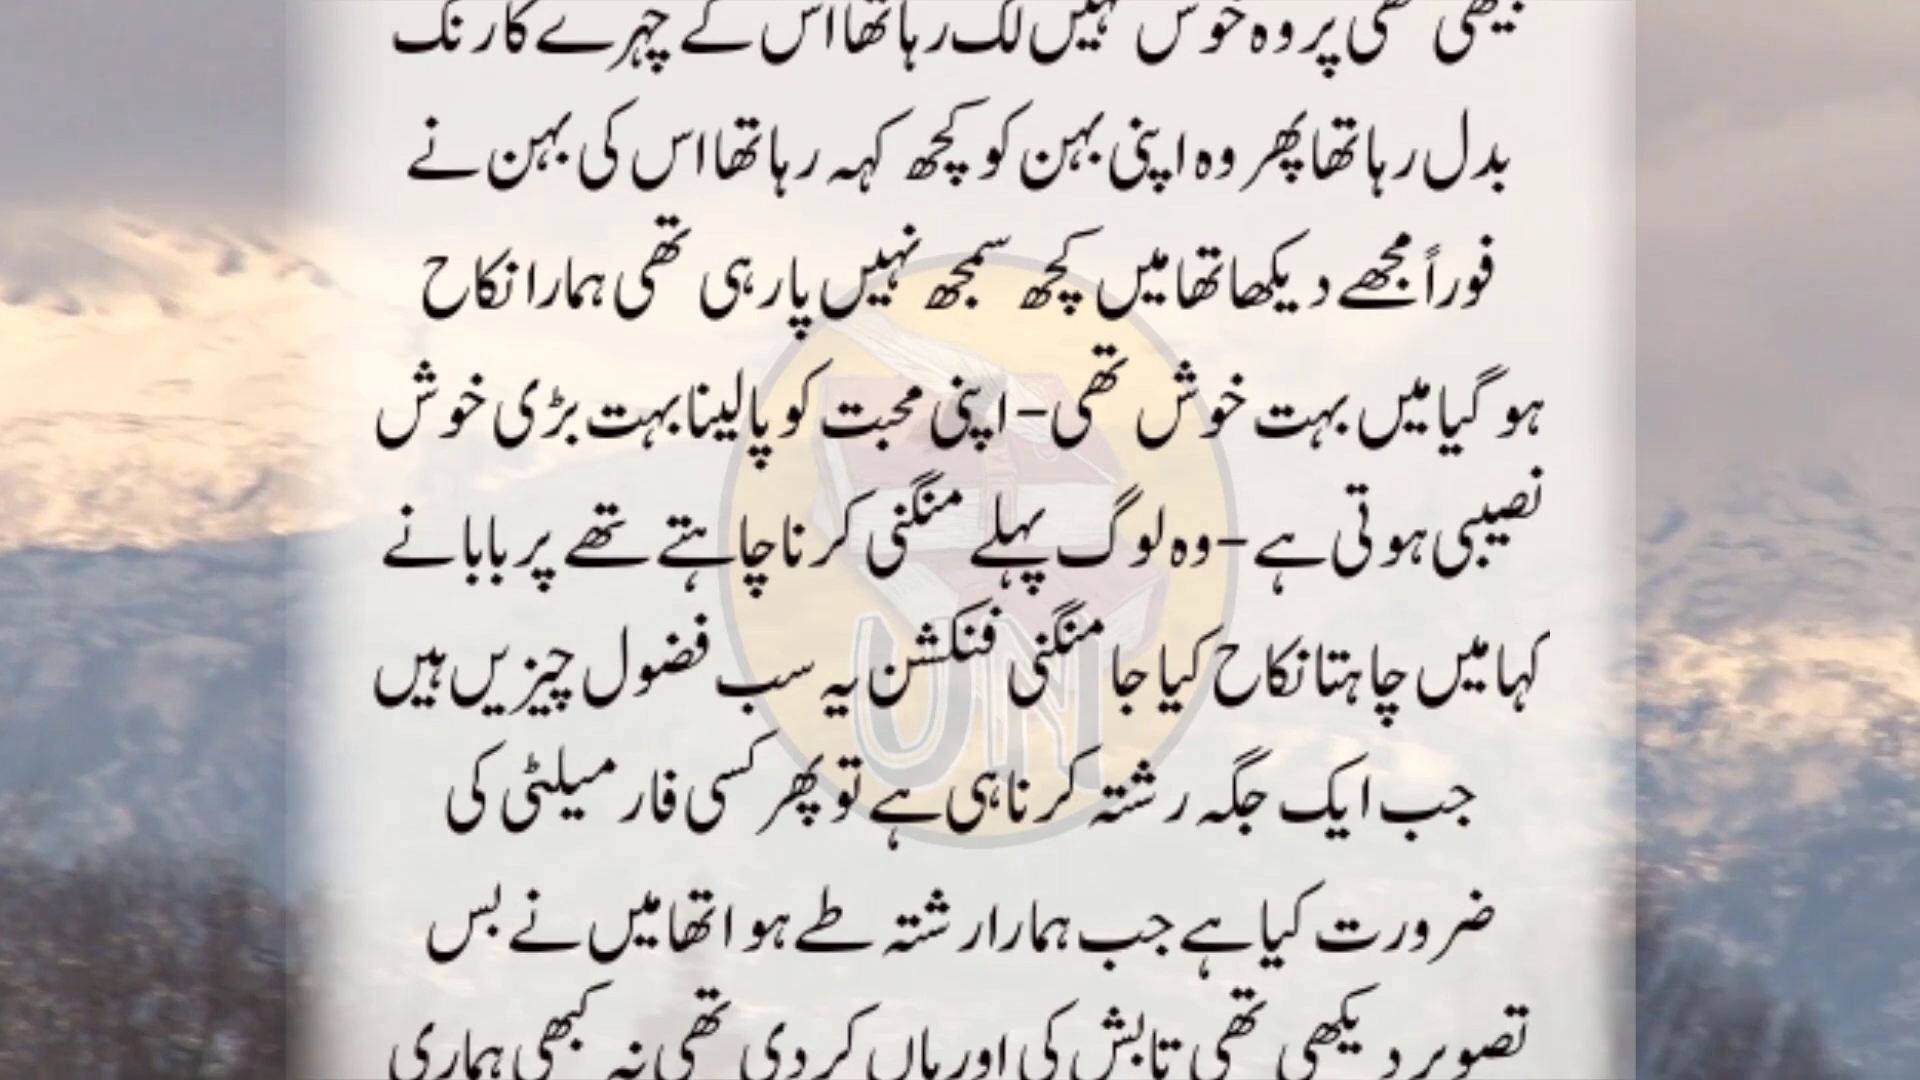 بیٹھی تھی پر وہ خوش نہیں لگ رہا تھا اس کے چہرے کا رنگ
بدل رہا تھا پھر وہ اپنی بہن کو کچھ کہہ رہا تھا اس کی بہن نے
فوراً مجھے دیکھا تھا میں کچھ سمجھ نہیں پا رہی تھی ہمارا نکاح
ہو گیا میں بہت خوش تھی- اپنی محبت کو پا لینا بہت بڑی خوش
نصیبی ہوتی ہے- وہ لوگ پہلے منگنی کرنا چاہتے تھے پر بابا نے
کہا میں چاہتا نکاح کیا جا منگنی فنکشن یہ سب فضول چیزیں ہیں
جب ایک جگہ رشتہ کرنا ہی ہے تو پھر کسی فارمیلٹی کی
ضرورت کیا ہے جب ہمارا رشتہ طے ہوا تھا میں نے بس
تصویر دیکھی تھی تابش کی اور ہاں کر دی تھی نہ کبھی ہماری
UN